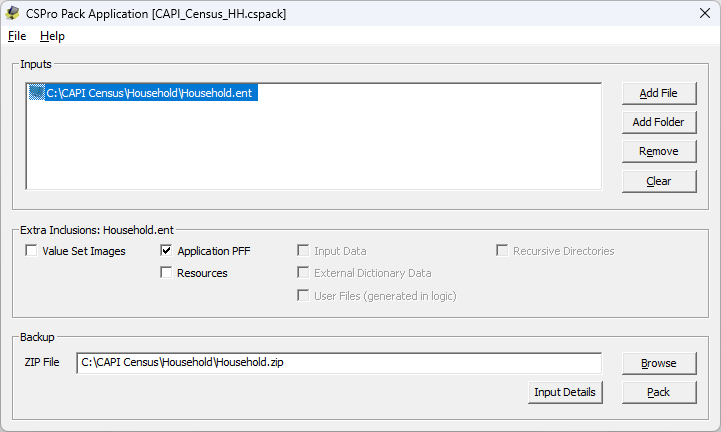 CSPro Pack Application [CAPI_Census_HH.cspack]
File Help
Inputs
C:\CAPI Census\Household\Household.ent
Add File
Add Folder
Remove
Clear
Extra Inclusions: Household.ent
Value Set Images Application PFF Input Data Recursive Directories
Resources External Dictionary Data
User Files (generated in logic)
Backup
ZIP File C:\CAPI Census\Household\Household.zip Browse
Input Details Pack